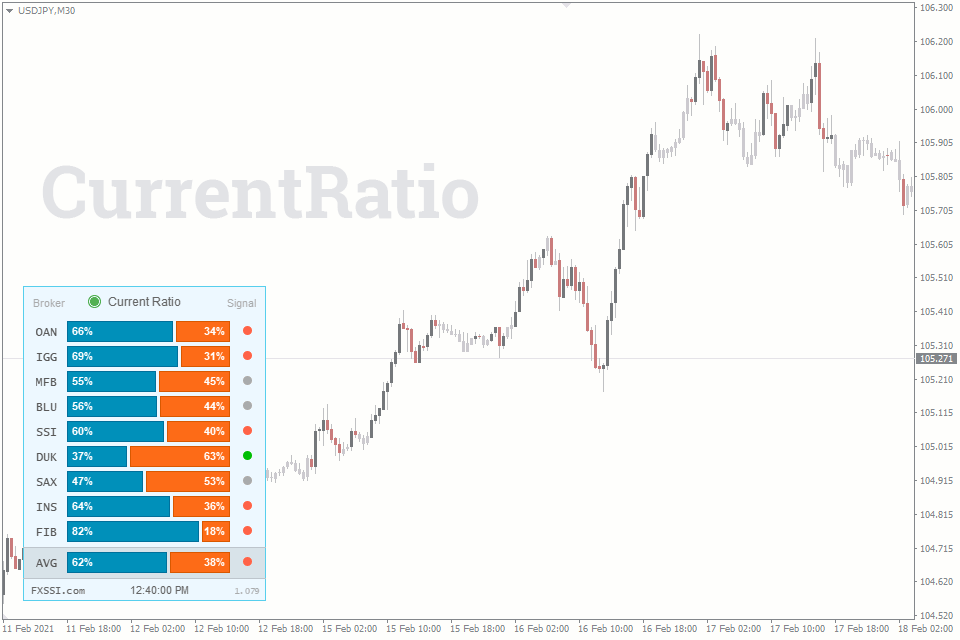 USDJPY,M30
CurrentRatio
Broker Current Ratio Signal
OAN 66% 34%
IGG 69% 31%
MFB 55% 45%
BLU 56% 44%
SSI 60% 40%
DUK 37% 63%
SAX 47% 53%
INS 64% 36%
FIB 82% 18%
AVG 62% 38%
FXSSI.com 12:40:00 PM 1.079
106.300
106.200
106.100
106.000
105.905
105.805
105.705
105.605
105.510
105.410
105.310
105.271
105.210
105.115
105.015
104.915
104.815
104.715
104.620
104.520
11 Feb 2021 11 Feb 18:00 12 Feb 02:00 12 Feb 10:00 12 Feb 18:00 15 Feb 02:00 15 Feb 10:00 15 Feb 18:00 16 Feb 02:00 16 Feb 10:00 16 Feb 18:00 17 Feb 02:00 17 Feb 10:00 17 Feb 18:00 18 Feb 02:00